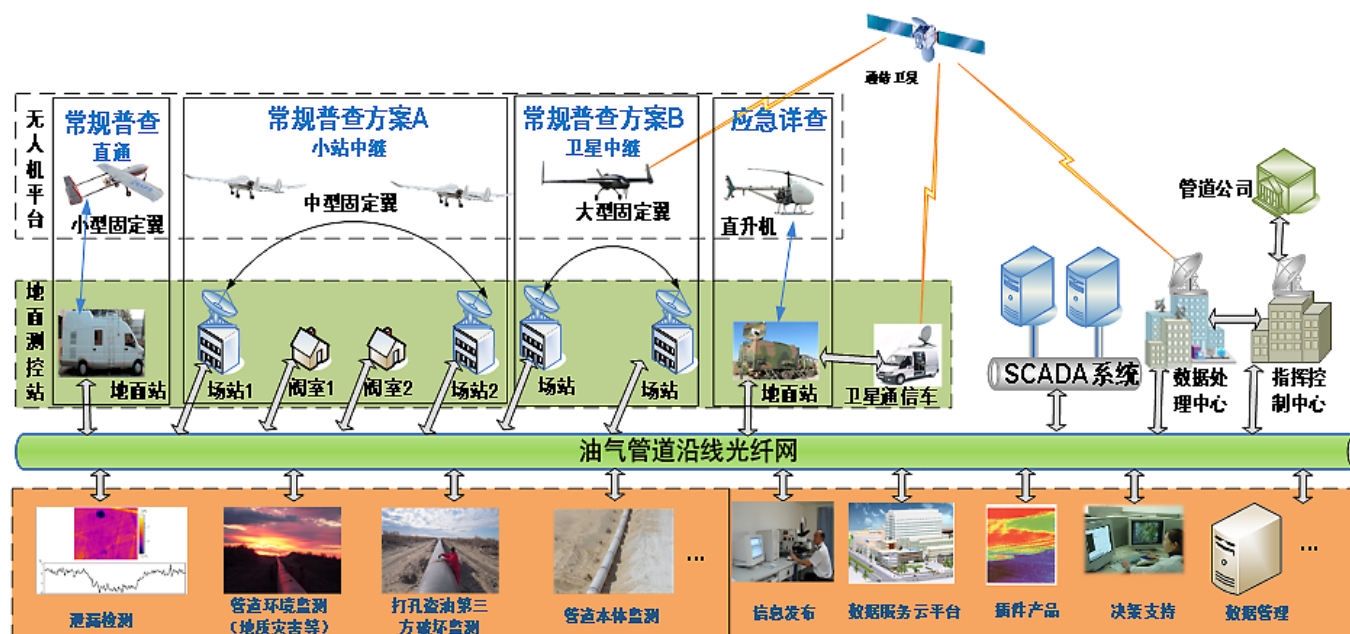 通信卫星
无人机平台
常规普查
直通
小型固定翼
常规普查方案A
小站中继
中型固定翼
常规普查方案B
卫星中继
大型固定翼
应急详查
直升机
管道公司
地面测控站
地面站
场站1
阀室1
阀室2
场站2
场站
场站
地面站
卫星通信车
SCADA系统
数据处
理中心
指挥控
制中心
油气管道沿线光纤网
泄漏检测
管道环境监测
（地质灾害等）
打孔盗油第三
方破坏监测
管道本体监测
...
信息发布
数据服务云平台
插件产品
决策支持
数据管理
...